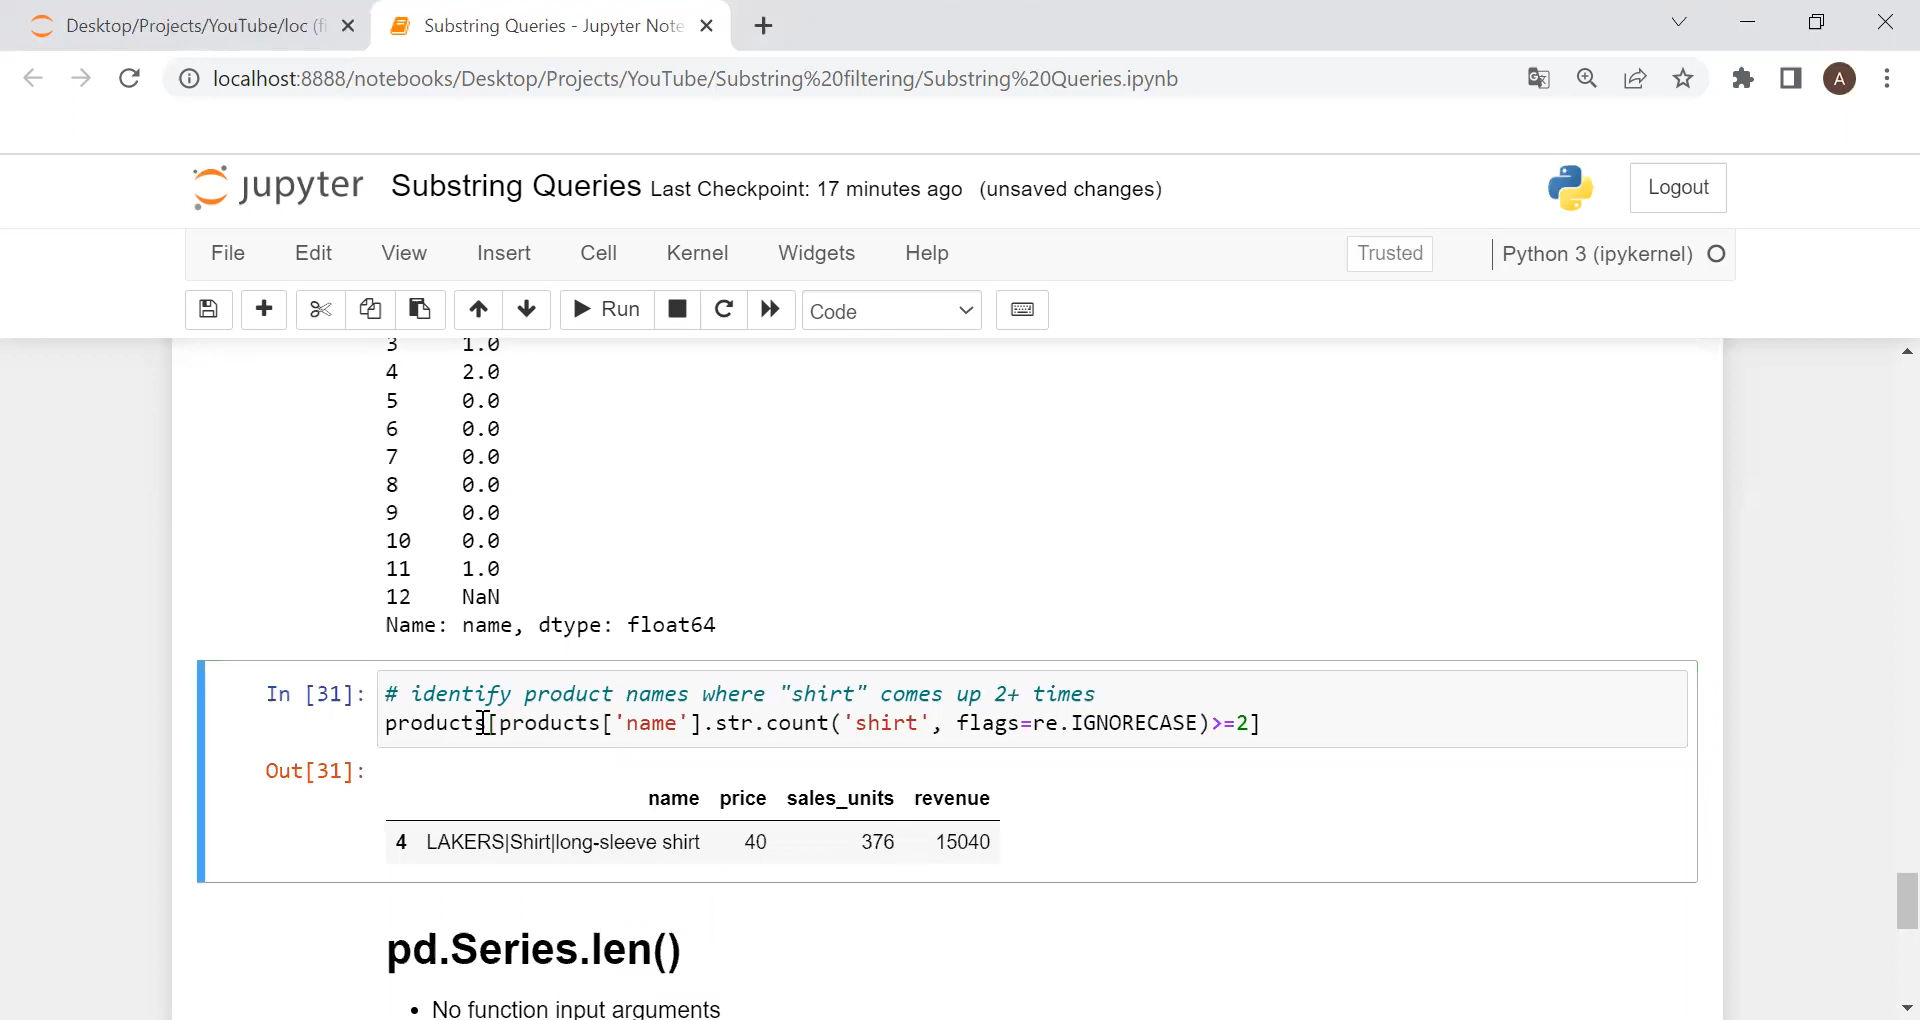 Desktop/Projects/YouTube/loc (fi
Substring Queries - Jupyter Note
localhost:8888/notebooks/Desktop/Projects/YouTube/Substring%20filtering/Substring%20Queries.ipynb
A
jupyter Substring Queries Last Checkpoint: 17 minutes ago (unsaved changes)
Logout
File Edit View Insert Cell Kernel Widgets Help
Trusted
Python 3 (ipykernel)
Run
Code
3 1.0
4 2.0
5 0.0
6 0.0
7 0.0
8 0.0
9 0.0
10 0.0
11 1.0
12 NaN
Name: name, dtype: float64
In [31]: # identify product names where "shirt" comes up 2+ times
products[products['name'].str.count('shirt', flags=re.IGNORECASE)>=2]
Out[31]:
name price sales_units revenue
4 LAKERS|Shirt|long-sleeve shirt 40 376 15040
pd.Series.len()
• No function input arguments